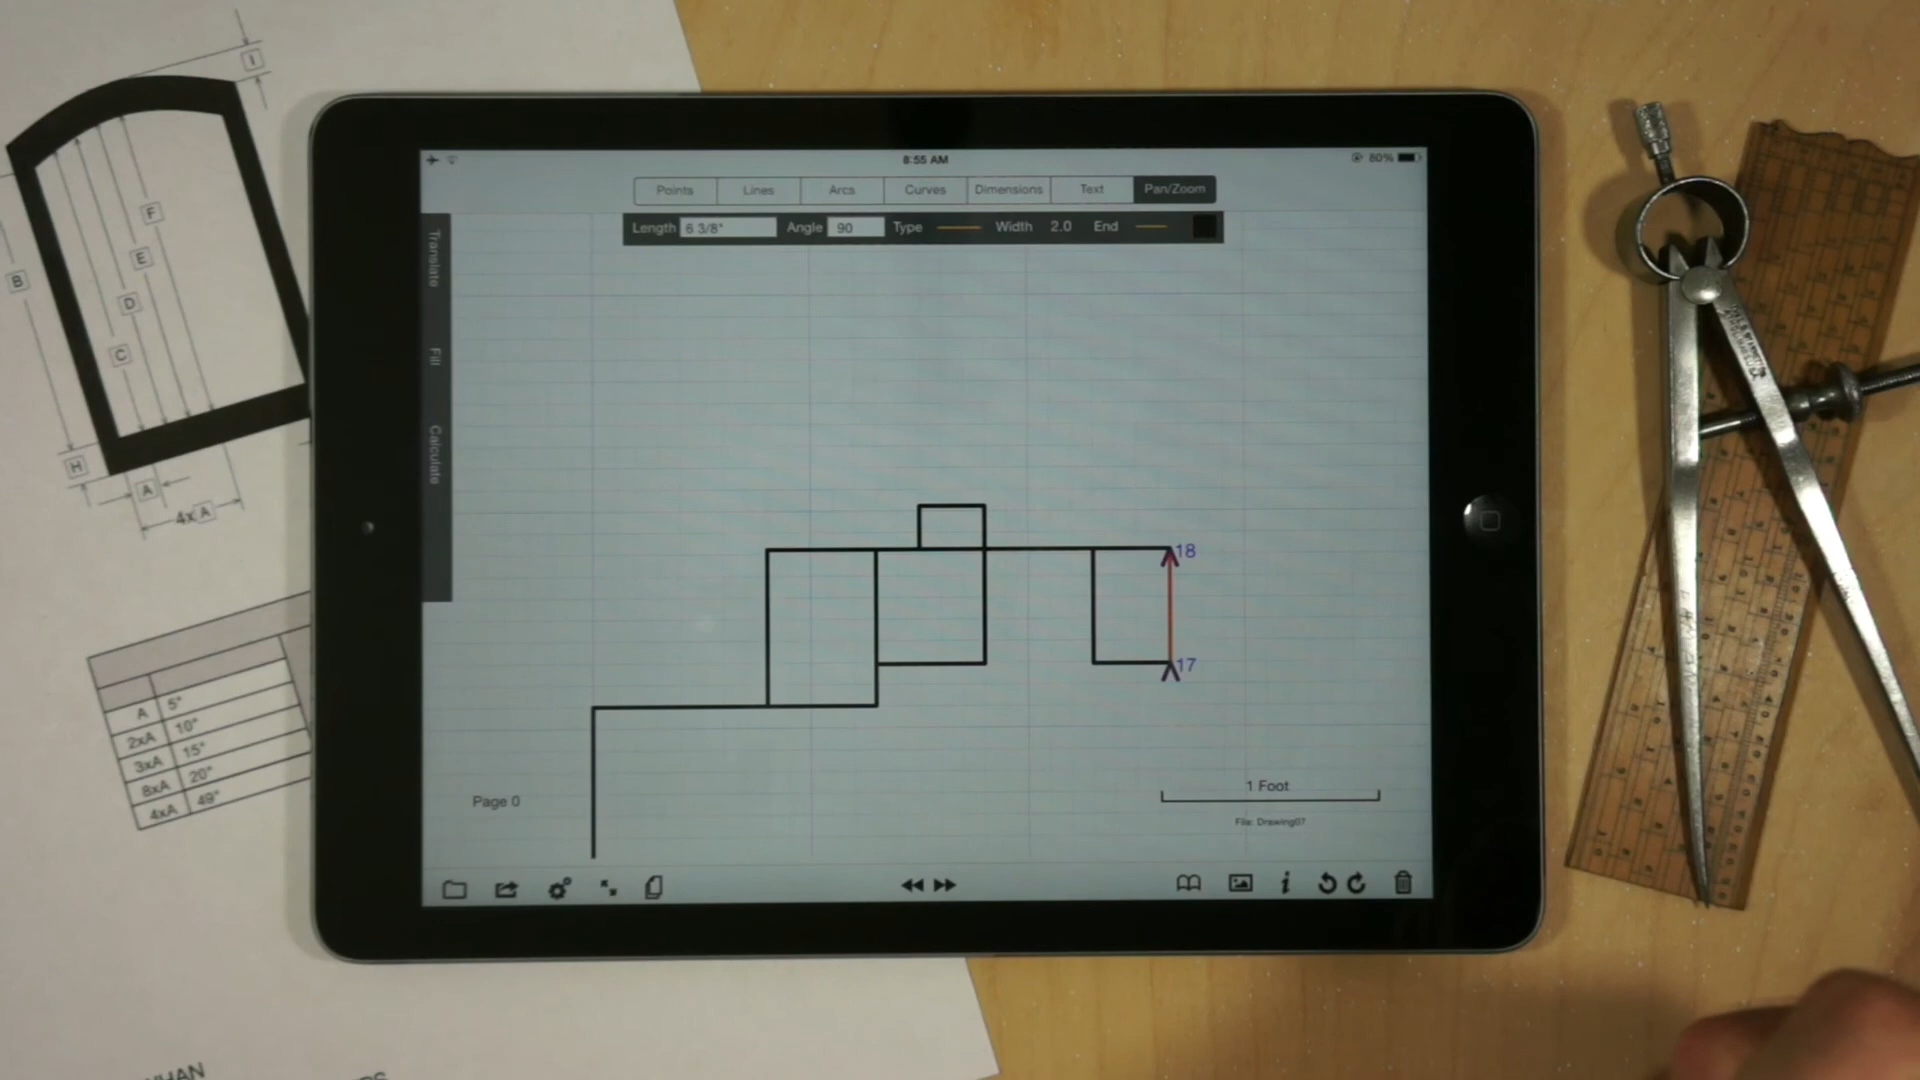 8:55 AM
80%
Points Lines Arcs Curves Dimensions Text Pan/Zoom
Length 6 3/8" Angle 90 Type Width 2.0 End
Translate
Fill
Calculate
18
17
1 Foot
File: Drawing07
Page 0
I
F
E
B
D
C
H
A
4xA
A 5"
2xA 10"
3xA 15"
8xA 20"
4xA 49"